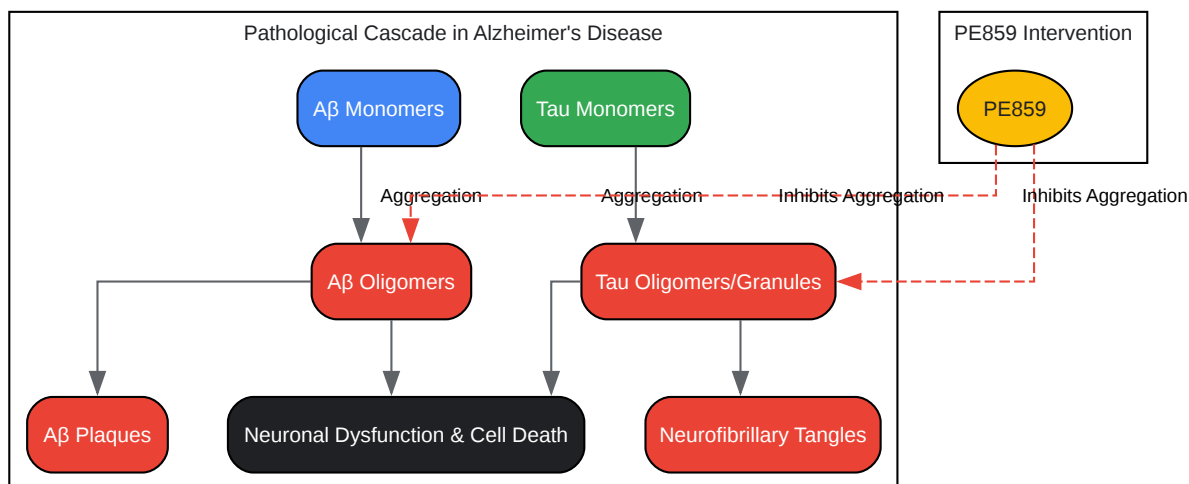 Pathological Cascade in Alzheimer's Disease
PE859 Intervention
Aβ Monomers
Tau Monomers
PE859
Aggregation
Aggregation
Inhibits Aggregation
Inhibits Aggregation
Aβ Oligomers
Tau Oligomers/Granules
Aβ Plaques
Neuronal Dysfunction & Cell Death
Neurofibrillary Tangles